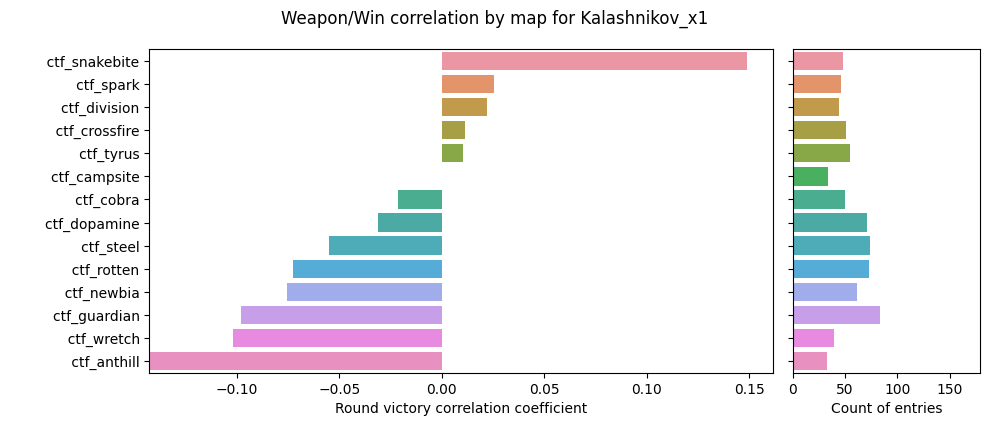 Weapon/Win correlation by map for Kalashnikov_x1
ctf_snakebite
ctf_spark
ctf_division
ctf_crossfire
ctf_tyrus
ctf_campsite
ctf_cobra
ctf_dopamine
ctf_steel
ctf_rotten
ctf_newbia
ctf_guardian
ctf_wretch
ctf_anthill
−0.10 −0.05 0.00 0.05 0.10 0.15 0 50 100 150
Round victory correlation coefficient Count of entries